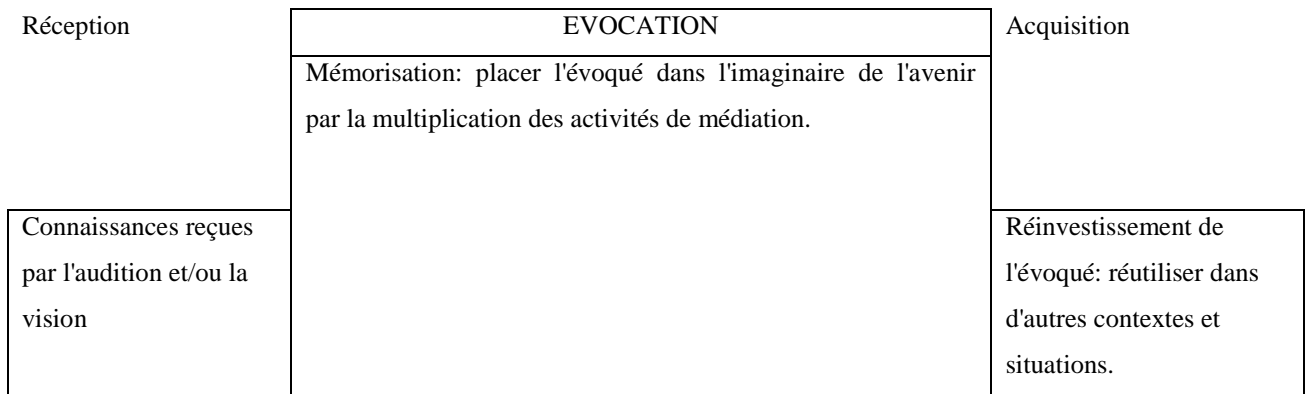 Réception
EVOCATION
Acquisition
Mémorisation: placer l'évoqué dans l'imaginaire de l'avenir
par la multiplication des activités de médiation.
Connaissances reçues
par l'audition et/ou la
vision
Réinvestissement de
l'évoqué: réutiliser dans
d'autres contextes et
situations.